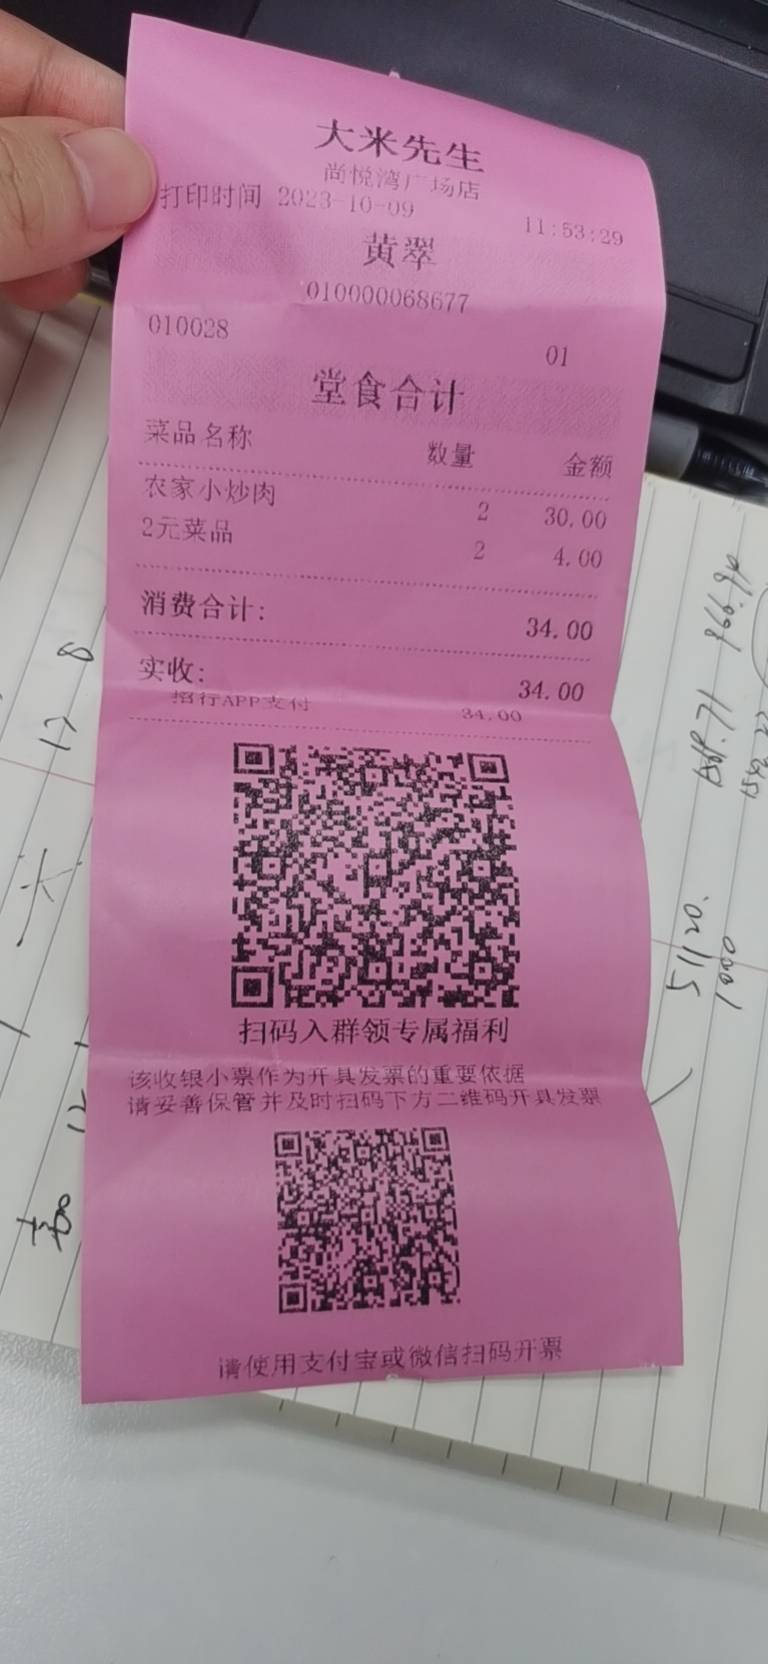 大米先生
尚悦湾广场店
打印时间 2023-10-09 11:53:29
黄翠
010000068677
010028 01
堂食合计
菜品名称 数量 金额
农家小炒肉 2 30.00
2元菜品 2 4.00
消费合计: 34.00
实收: 34.00
招行APP支付 34.00
扫码入群领专属福利
该收银小票作为开具发票的重要依据
请妥善保管并及时扫码下方二维码开具发票
请使用支付宝或微信扫码开票